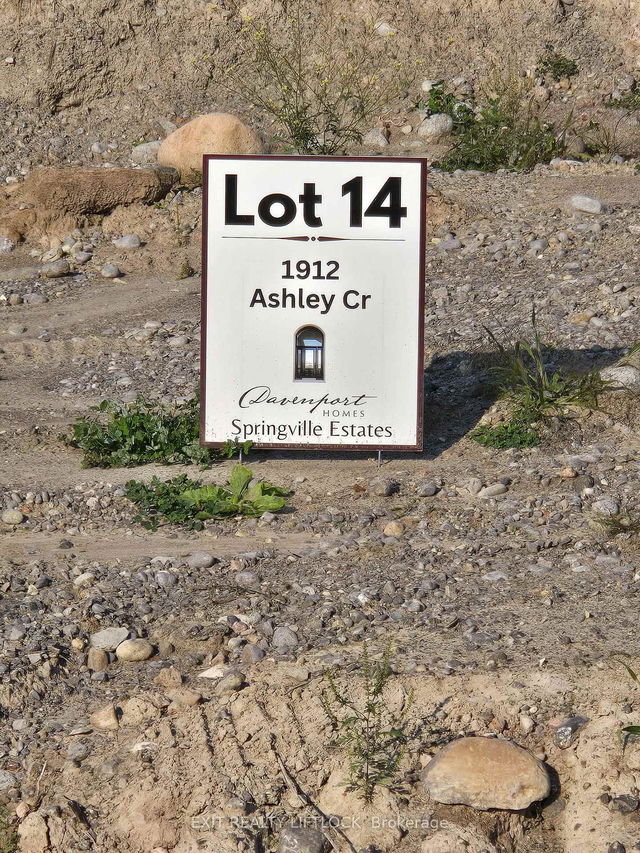 Lot 14
1912
Ashley Cr
Davenport
HOMES
Springville Estates
EXIT REALTY LIFTLOCK, Brokerage